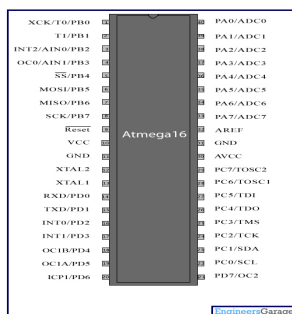 XCK/T0/PB0
T1/PB1
INT2/AIN0/PB2
OC0/AIN1/PB3
SS/PB4
MOSI/PB5
MISO/PB6
SCK/PB7
Reset
VCC
GND
XTAL2
XTAL1
RXD/PD0
TXD/PD1
INT0/PD2
INT1/PD3
OC1B/PD4
OC1A/PD5
ICP1/PD6
Atmega16
PA0/ADC0
PA1/ADC1
PA2/ADC2
PA3/ADC3
PA4/ADC4
PA5/ADC5
PA6/ADC6
PA7/ADC7
AREF
GND
AVCC
PC7/TOSC2
PC6/TOSC1
PC5/TDI
PC4/TDO
PC3/TMS
PC2/TCK
PC1/SDA
PC0/SCL
PD7/OC2
EngineersGarage